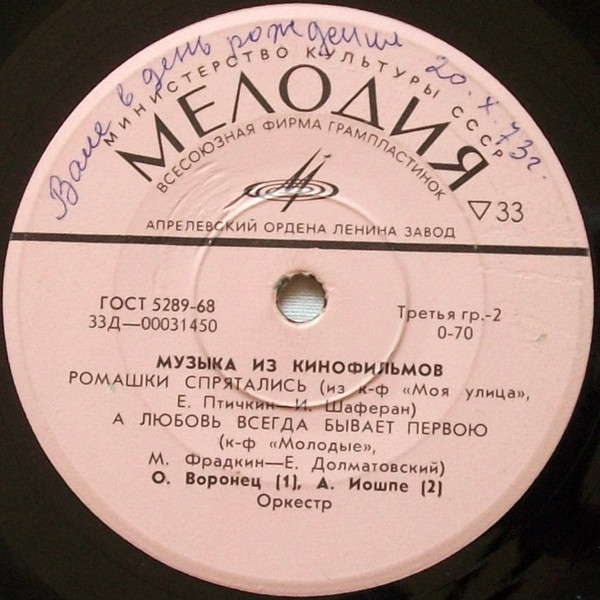 Вале в день рождения 20.X.73г.
МИНИСТЕРСТВО КУЛЬТУРЫ СССР
МЕЛОДИЯ
ВСЕСОЮЗНАЯ ФИРМА ГРАМПЛАСТИНОК
▽33
АПРЕЛЕВСКИЙ ОРДЕНА ЛЕНИНА ЗАВОД
ГОСТ 5289-68
Третья гр.-2
33Д—00031450
0-70
МУЗЫКА ИЗ КИНОФИЛЬМОВ
РОМАШКИ СПРЯТАЛИСЬ (из к-ф «Моя улица»,
Е. Птичкин—И. Шаферан)
А ЛЮБОВЬ ВСЕГДА БЫВАЕТ ПЕРВОЮ
(к-ф «Молодые»,
М. Фрадкин—Е. Долматовский)
О. Воронец (1), А. Иошпе (2)
Оркестр